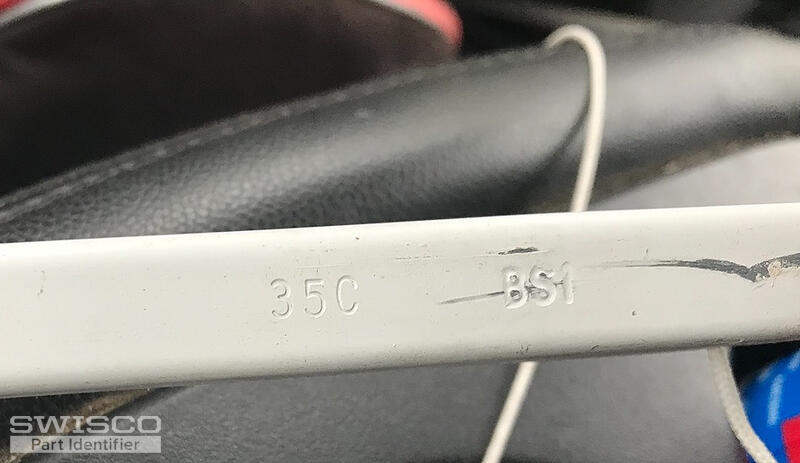 35C BS1
SWISCO
Part Identifier